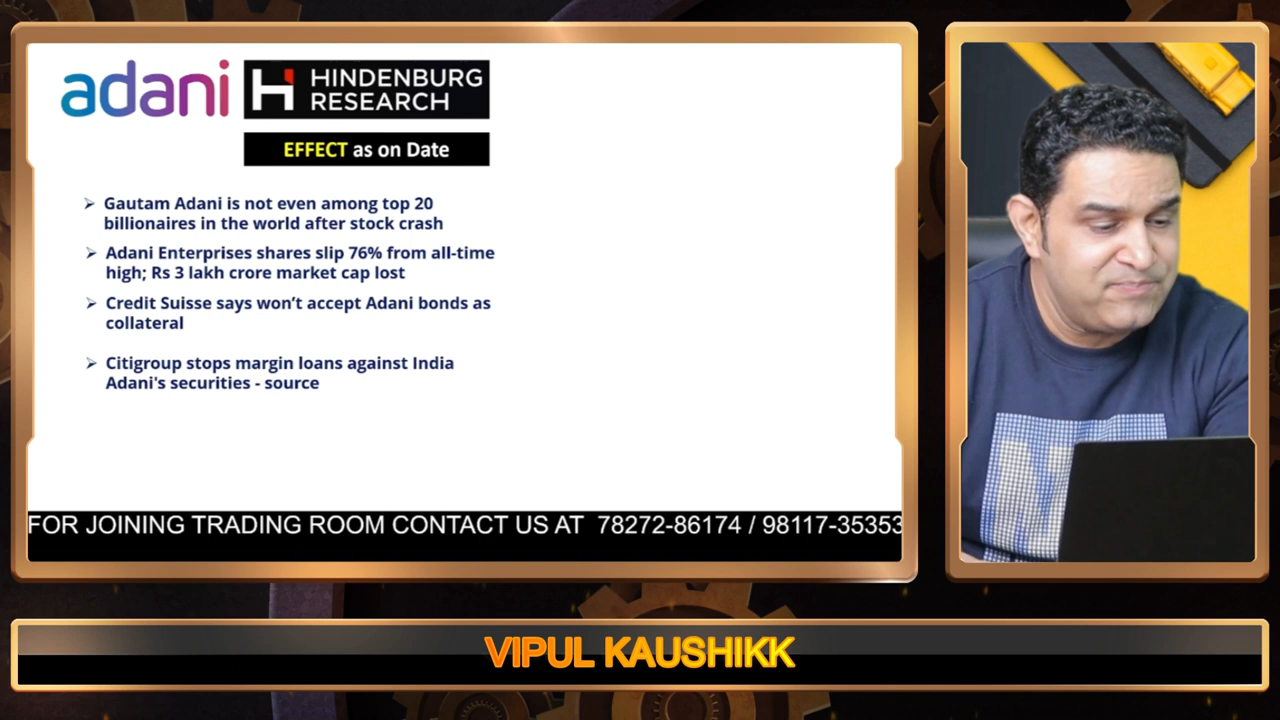 adani
HINDENBURG
RESEARCH
EFFECT as on Date
➢ Gautam Adani is not even among top 20
billionaires in the world after stock crash
➢ Adani Enterprises shares slip 76% from all-time
high; Rs 3 lakh crore market cap lost
➢ Credit Suisse says won’t accept Adani bonds as
collateral
➢ Citigroup stops margin loans against India
Adani's securities - source
FOR JOINING TRADING ROOM CONTACT US AT 78272-86174 / 98117-35353
VIPUL KAUSHIKK